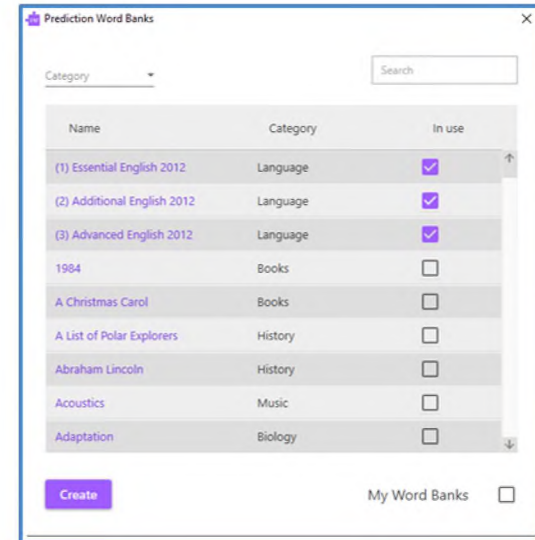 Prediction Word Banks
Category
Search
Name Category In use
(1) Essential English 2012 Language
(2) Additional English 2012 Language
(3) Advanced English 2012 Language
1984 Books
A Christmas Carol Books
A List of Polar Explorers History
Abraham Lincoln History
Acoustics Music
Adaptation Biology
Create My Word Banks